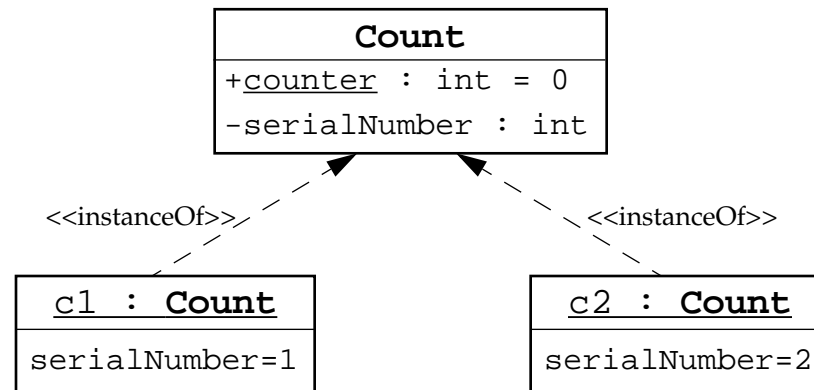 Count
+counter : int = 0
-serialNumber : int
<<instanceOf>> <<instanceOf>>
c1 : Count
serialNumber=1
c2 : Count
serialNumber=2